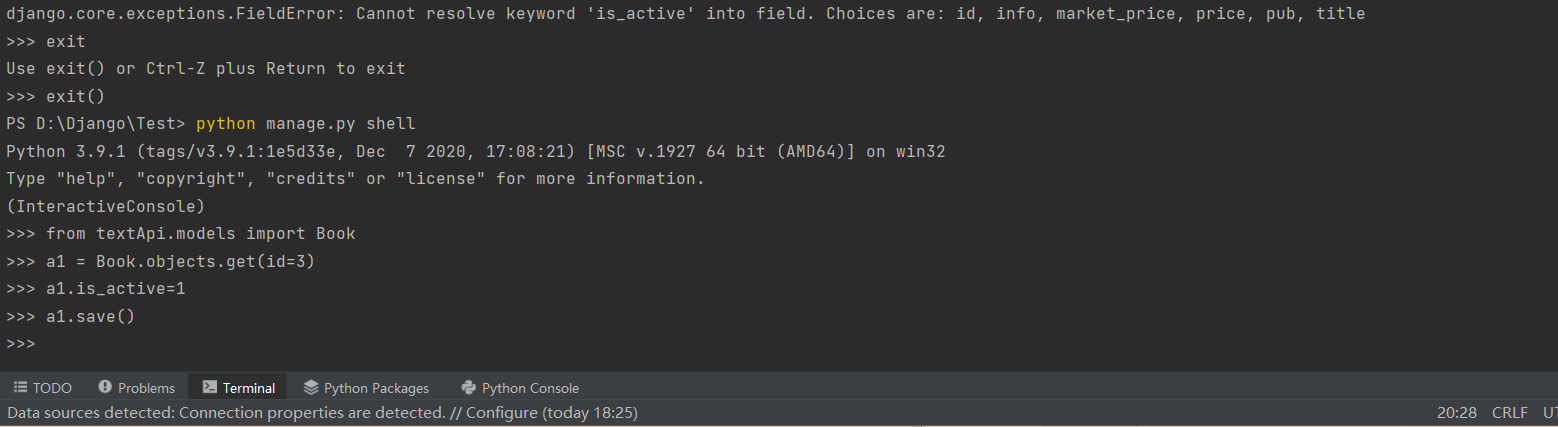 django.core.exceptions.FieldError: Cannot resolve keyword 'is_active' into field. Choices are: id, info, market_price, price, pub, title
>>> exit
Use exit() or Ctrl-Z plus Return to exit
>>> exit()
PS D:\Django\Test> python manage.py shell
Python 3.9.1 (tags/v3.9.1:1e5d33e, Dec  7 2020, 17:08:21) [MSC v.1927 64 bit (AMD64)] on win32
Type "help", "copyright", "credits" or "license" for more information.
(InteractiveConsole)
>>> from textApi.models import Book
>>> a1 = Book.objects.get(id=3)
>>> a1.is_active=1
>>> a1.save()
>>>
TODO Problems Terminal Python Packages Python Console
Data sources detected: Connection properties are detected. // Configure (today 18:25) 20:28 CRLF